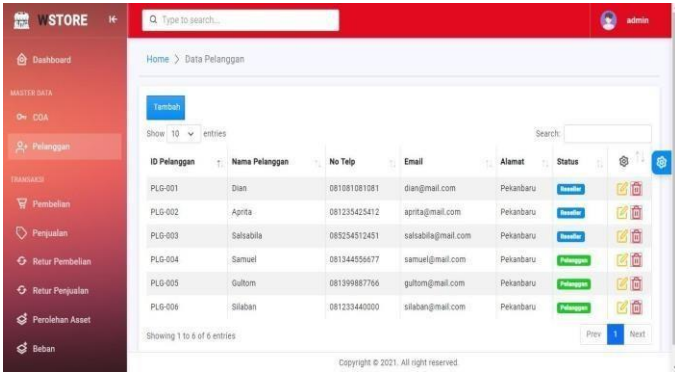 WSTORE
Type to search...
admin
Dashboard
MASTER DATA
COA
Pelanggan
TRANSAKSI
Pembelian
Penjualan
Retur Pembelian
Retur Penjualan
Perolehan Asset
Beban
Home > Data Pelanggan
Tambah
Show 10 entries
Search:
ID Pelanggan Nama Pelanggan No Telp Email Alamat Status
PLG-001 Dian 081081081081 dian@mail.com Pekanbaru Reseller
PLG-002 Aprita 081235425412 aprita@mail.com Pekanbaru Reseller
PLG-003 Salsabila 085254512451 salsabila@mail.com Pekanbaru Reseller
PLG-004 Samuel 081344556677 samuel@mail.com Pekanbaru Pelanggan
PLG-005 Gultom 081399887766 gultom@mail.com Pekanbaru Pelanggan
PLG-006 Silaban 081233440000 silaban@mail.com Pekanbaru Pelanggan
Showing 1 to 6 of 6 entries
Prev 1 Next
Copyright © 2021. All right reserved.